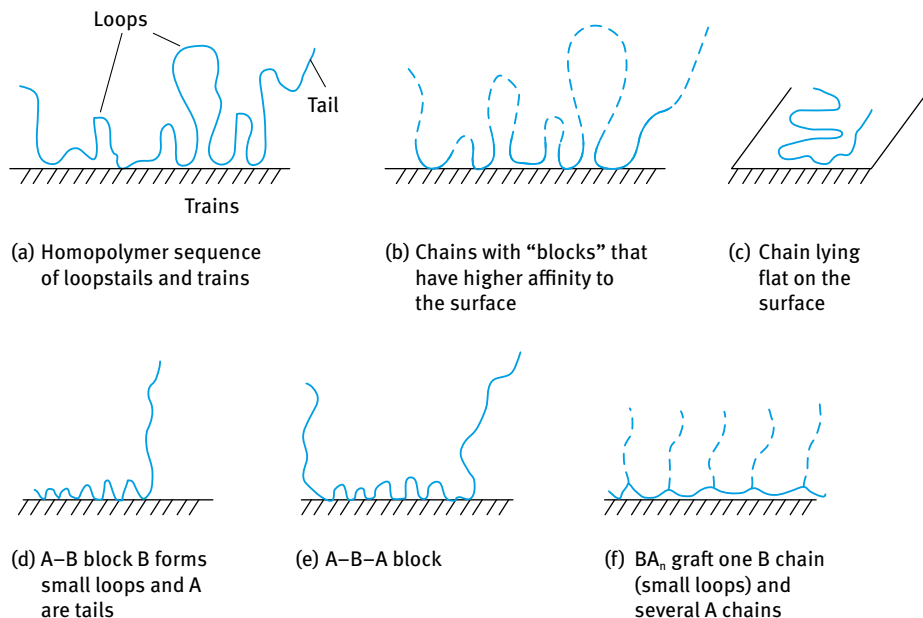 Loops
Tail
Trains
(a) Homopolymer sequence
of loopstails and trains
(b) Chains with “blocks” that
have higher affinity to
the surface
(c) Chain lying
flat on the
surface
(d) A–B block B forms
small loops and A
are tails
(e) A–B–A block
(f) BAₙ graft one B chain
(small loops) and
several A chains